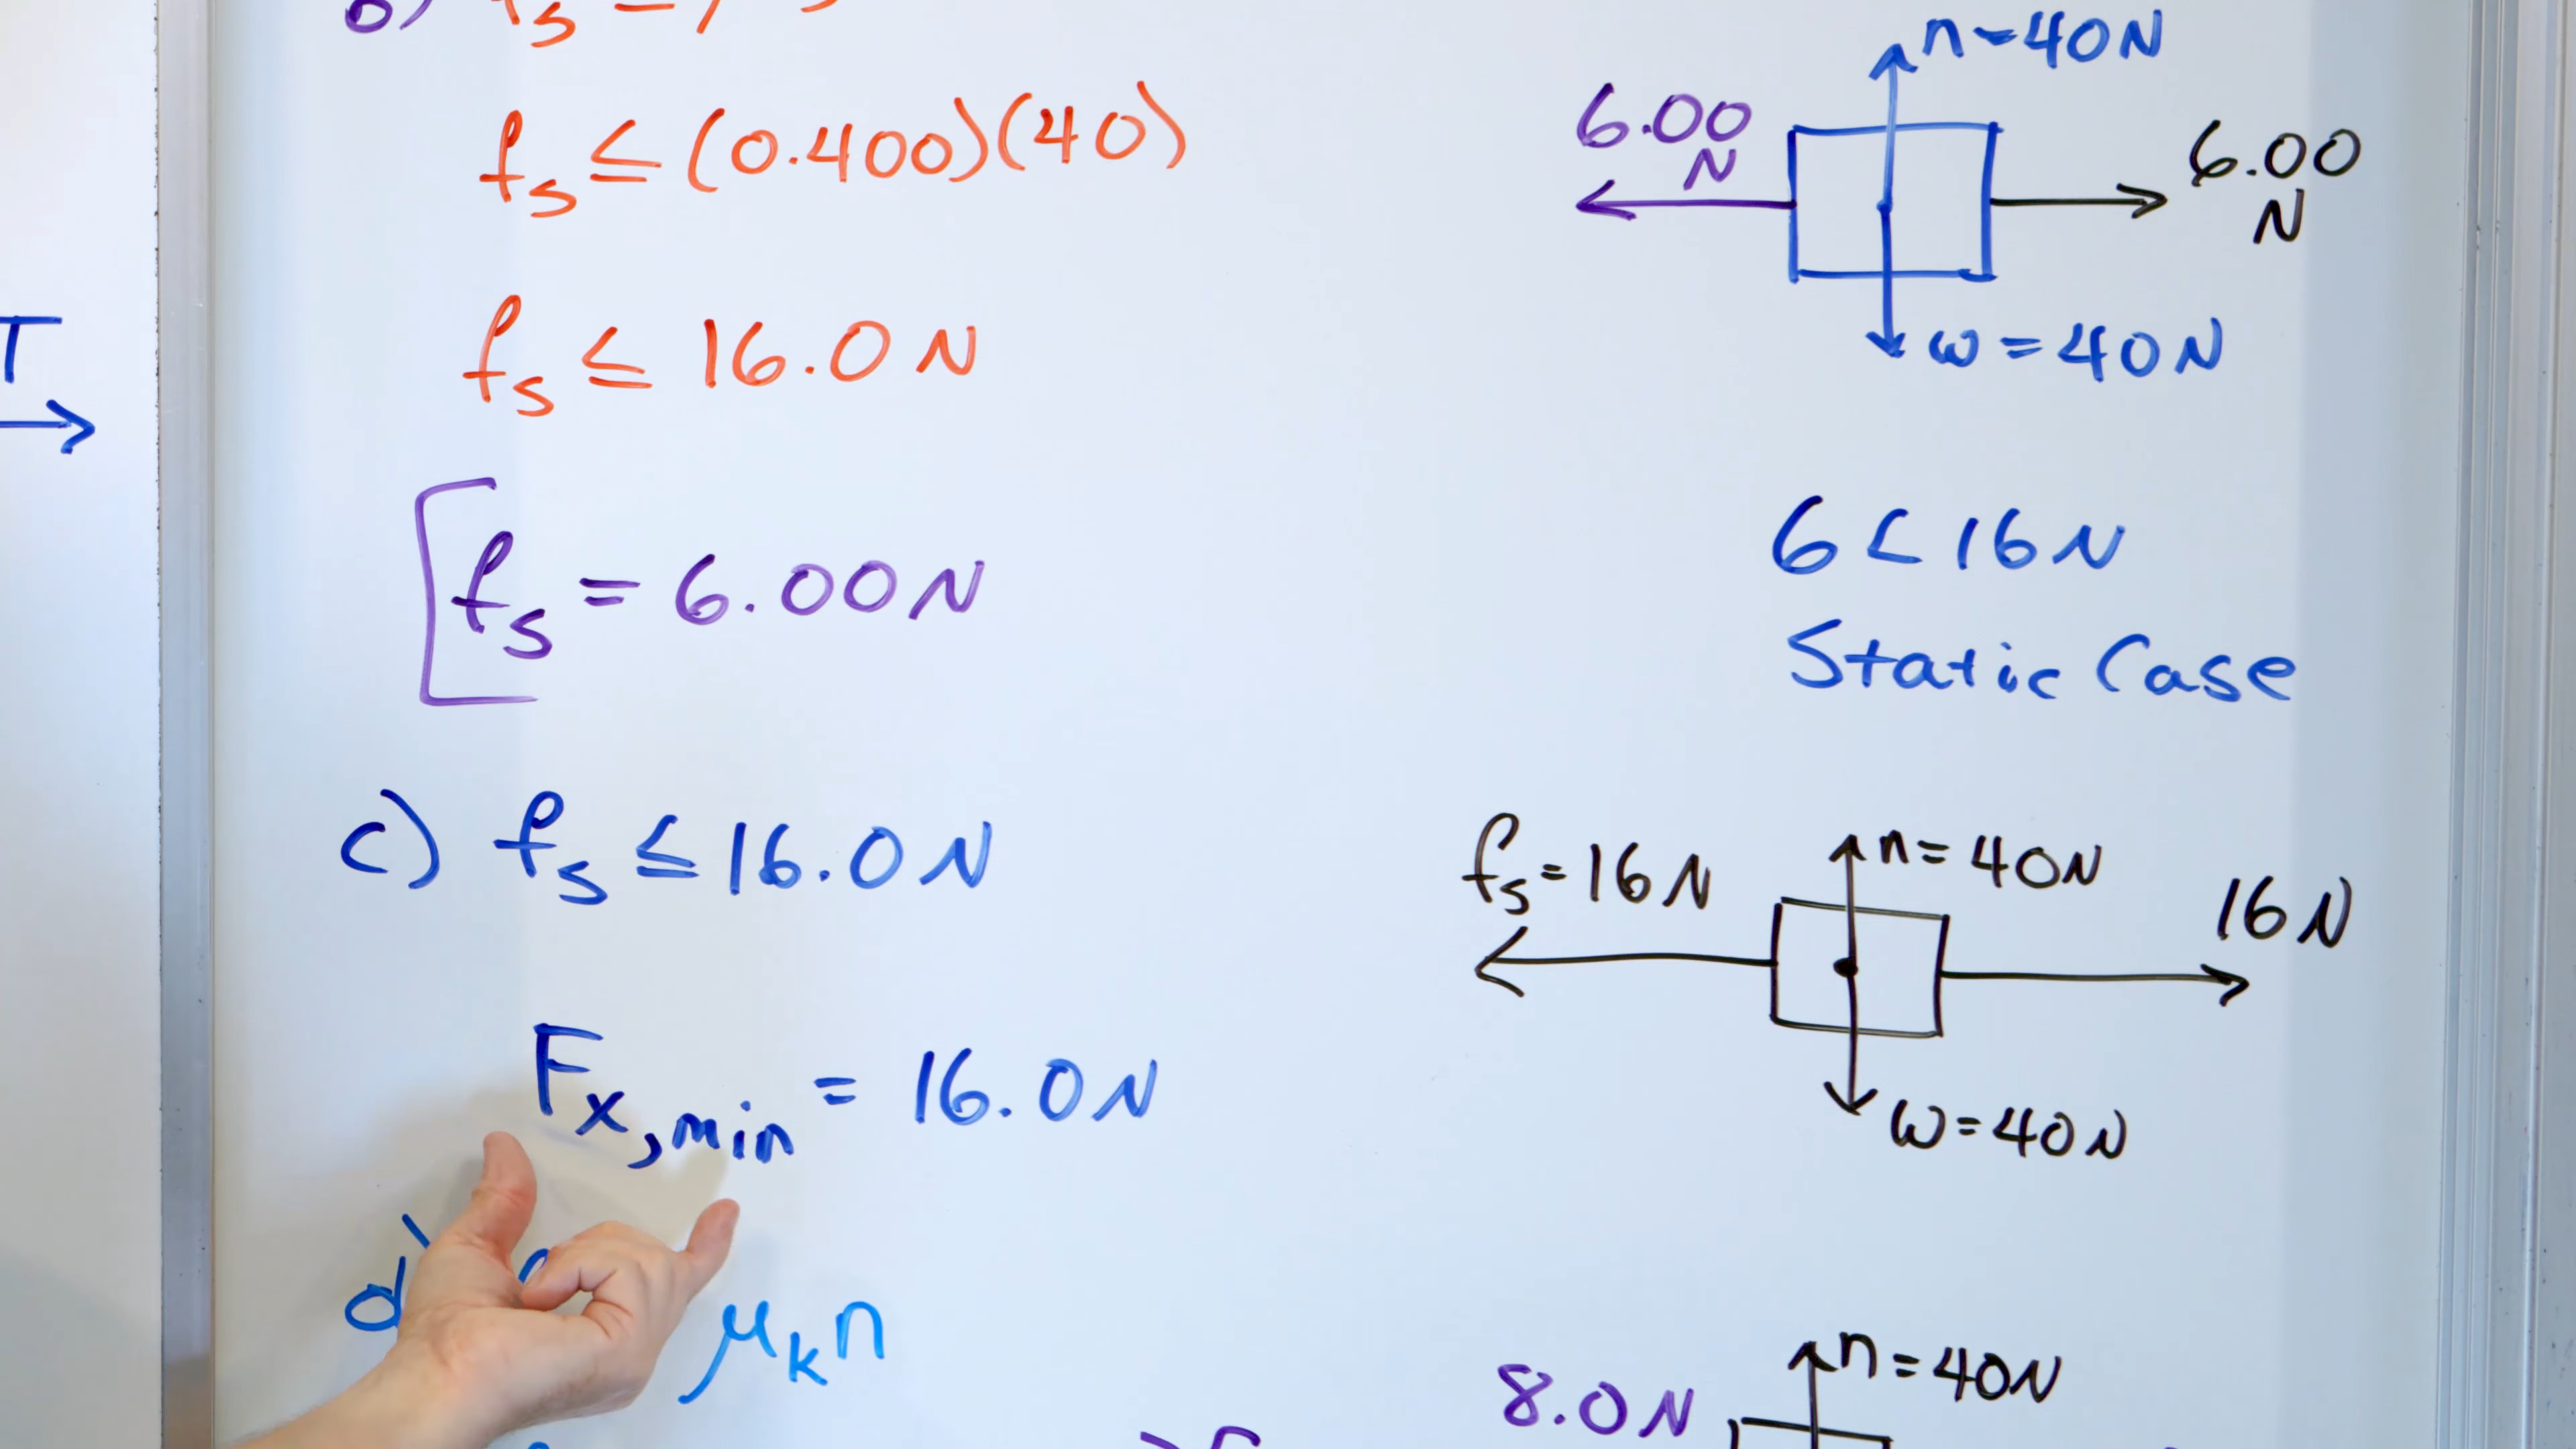 T
b) fs ≤
fs ≤ (0.400)(40)
fs ≤ 16.0 N
fs = 6.00 N
c) fs ≤ 16.0 N
Fx,min = 16.0 N
d)
μk n
n = 40 N
6.00 N
6.00 N
w = 40 N
6 < 16 N
Static Case
fs = 16 N
n = 40 N
16 N
w = 40 N
8.0 N
n = 40 N